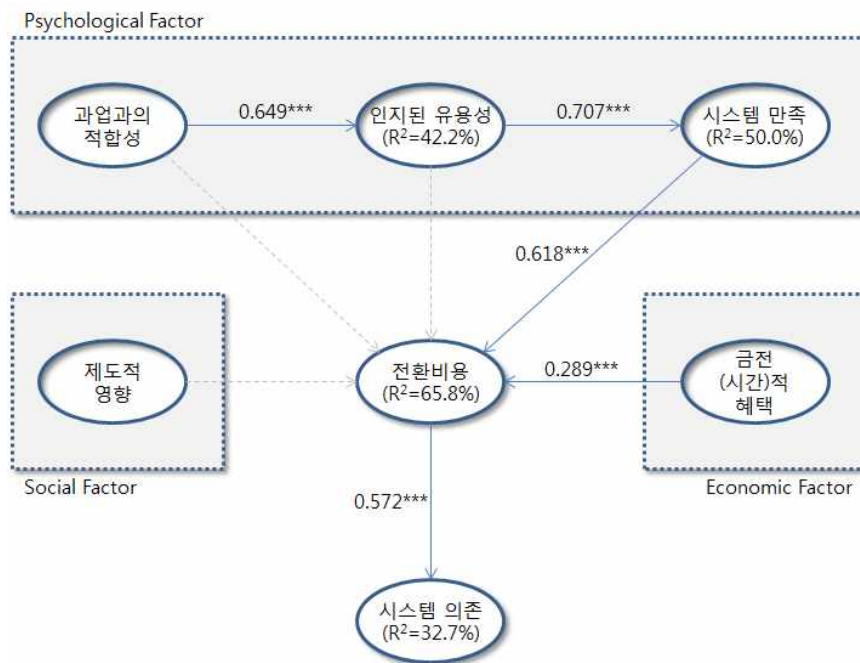 Psychological Factor
과업과의
적합성
0.649***
인지된 유용성
(R²=42.2%)
0.707***
시스템 만족
(R²=50.0%)
0.618***
제도적
영향
전환비용
(R²=65.8%)
0.289***
금전
(시간)적
혜택
Social Factor
Economic Factor
0.572***
시스템 의존
(R²=32.7%)